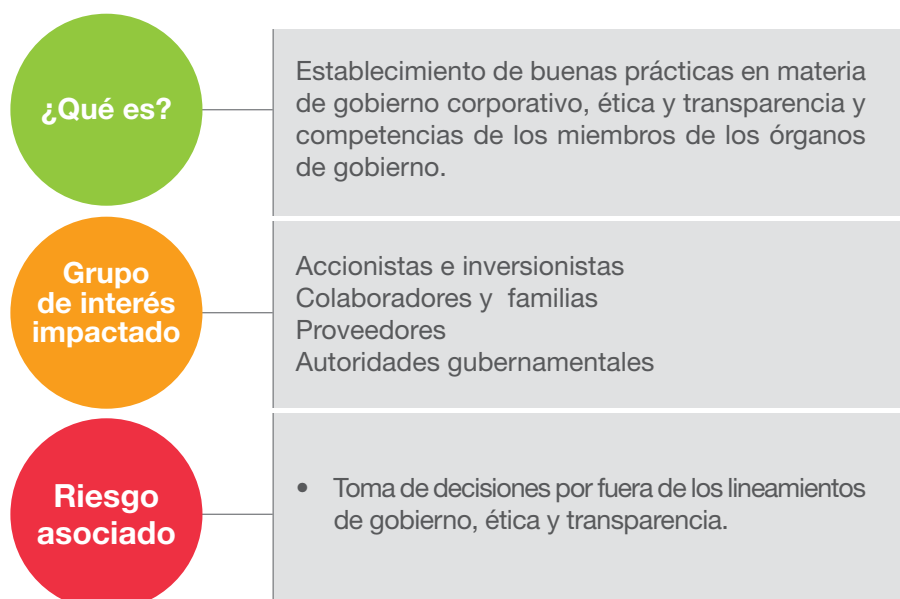 ¿Qué es?
Establecimiento de buenas prácticas en materia
de gobierno corporativo, ética y transparencia y
competencias de los miembros de los órganos
de gobierno.
Grupo
de interés
impactado
Accionistas e inversionistas
Colaboradores y familias
Proveedores
Autoridades gubernamentales
Riesgo
asociado
• Toma de decisiones por fuera de los lineamientos
de gobierno, ética y transparencia.